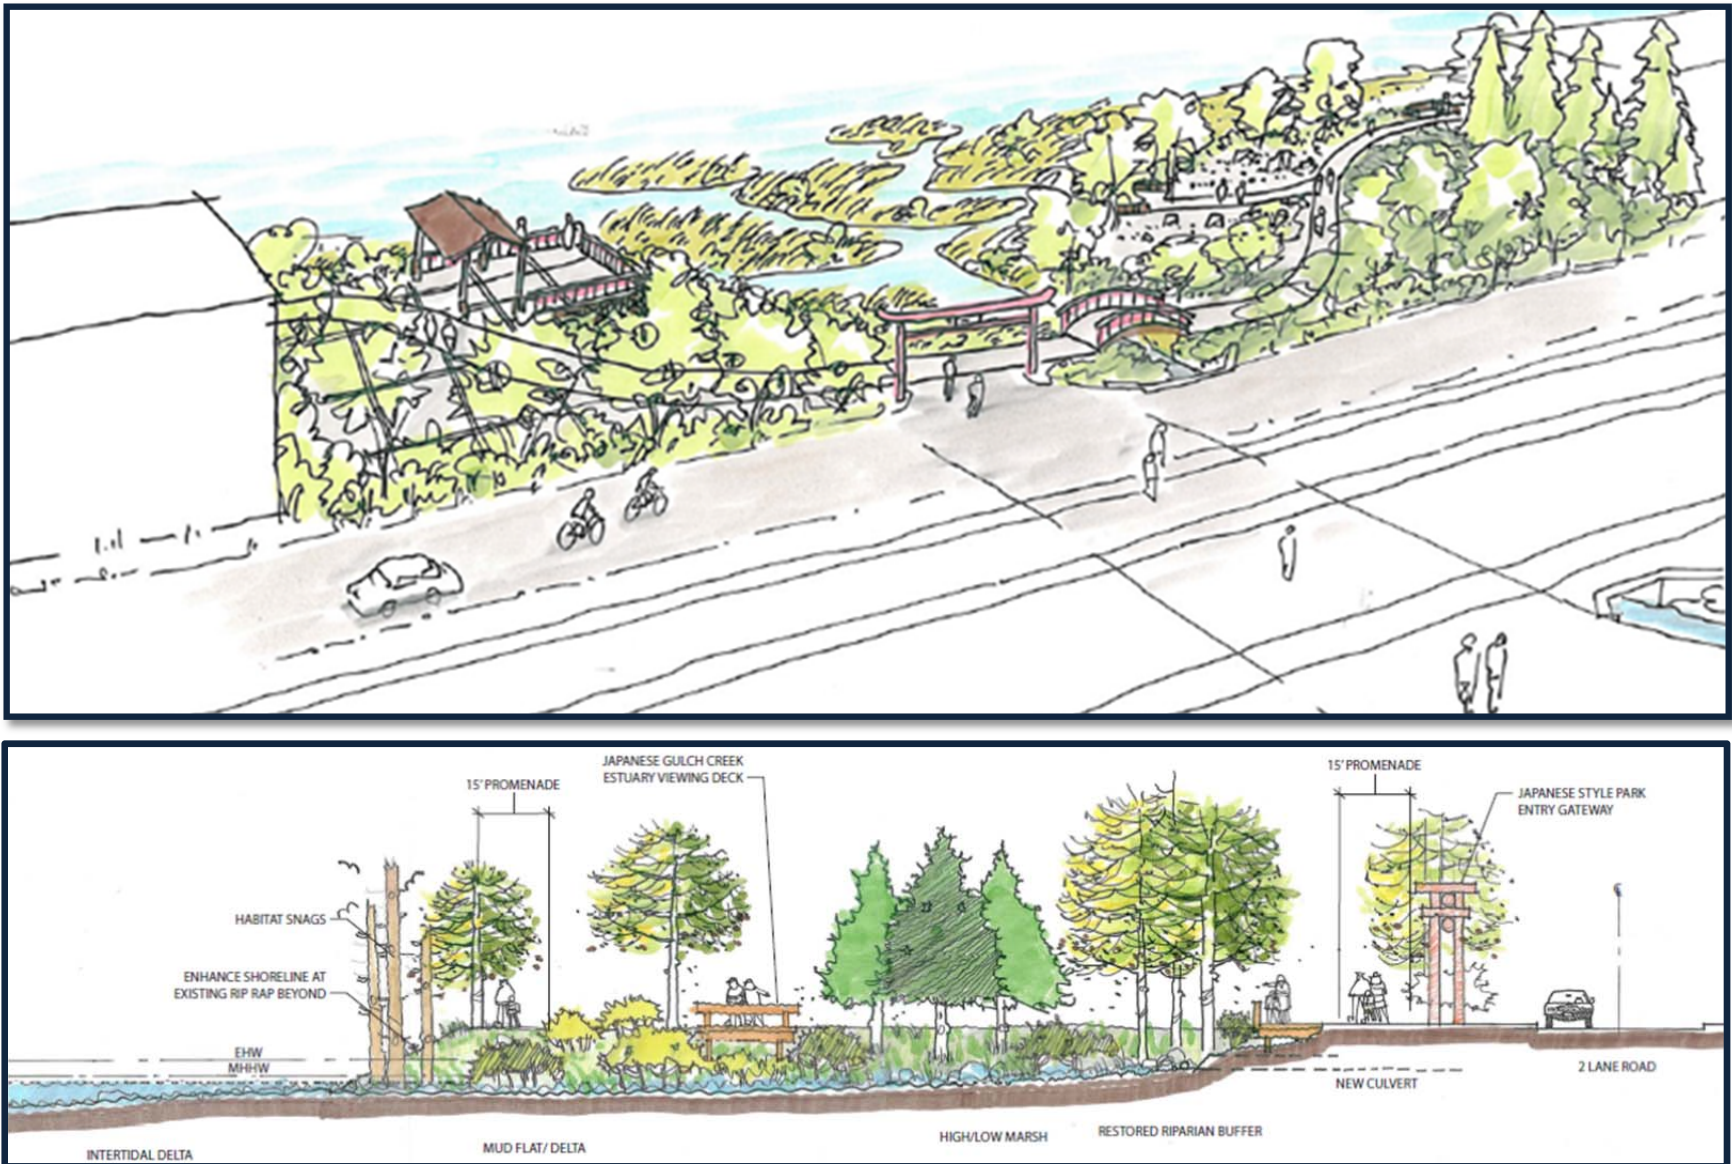 JAPANESE GULCH CREEK
ESTUARY VIEWING DECK
15' PROMENADE
15' PROMENADE
JAPANESE STYLE PARK
ENTRY GATEWAY
HABITAT SNAGS
ENHANCE SHORELINE AT
EXISTING RIP RAP BEYOND
EHW
MHHW
2 LANE ROAD
NEW CULVERT
INTERTIDAL DELTA
MUD FLAT/ DELTA
HIGH/LOW MARSH
RESTORED RIPARIAN BUFFER